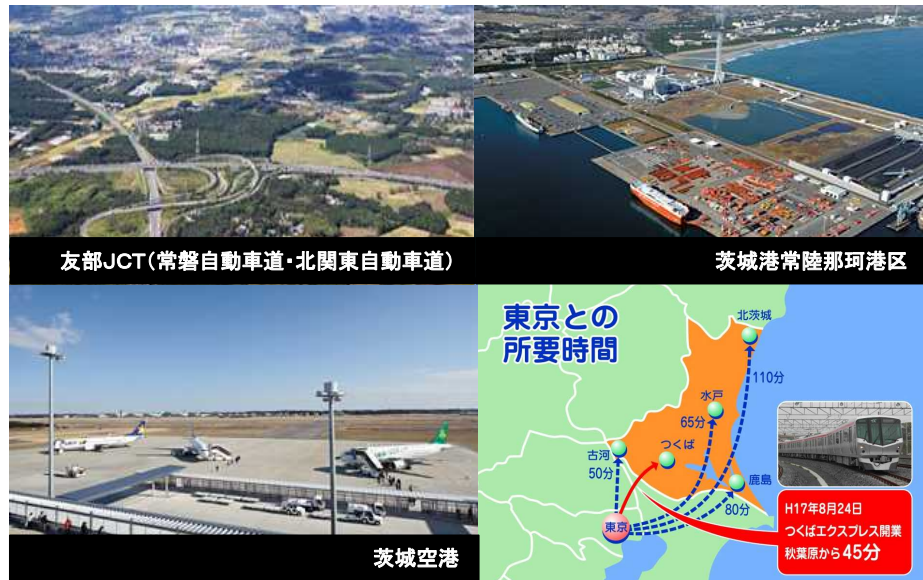 友部JCT(常磐自動車道・北関東自動車道)
茨城港常陸那珂港区
茨城空港
東京との
所要時間
北茨城
110分
水戸
65分
つくば
古河
50分
鹿島
80分
東京
H17年8月24日
つくばエクスプレス開業
秋葉原から45分